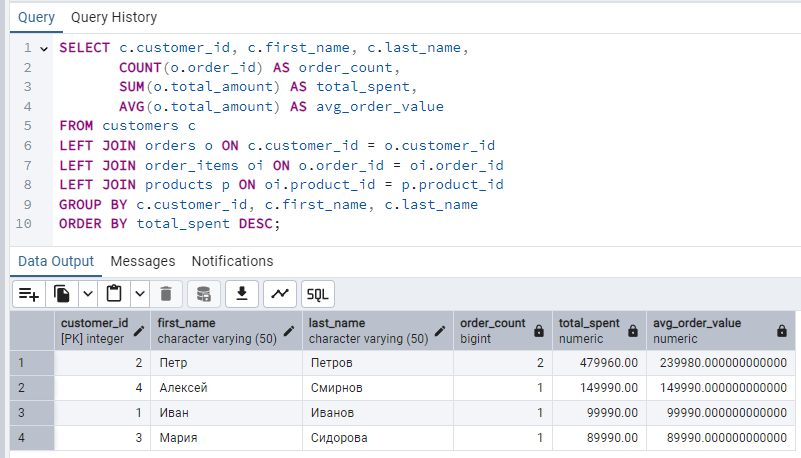 Query Query History
1 SELECT c.customer_id, c.first_name, c.last_name,
2 COUNT(o.order_id) AS order_count,
3 SUM(o.total_amount) AS total_spent,
4 AVG(o.total_amount) AS avg_order_value
5 FROM customers c
6 LEFT JOIN orders o ON c.customer_id = o.customer_id
7 LEFT JOIN order_items oi ON o.order_id = oi.order_id
8 LEFT JOIN products p ON oi.product_id = p.product_id
9 GROUP BY c.customer_id, c.first_name, c.last_name
10 ORDER BY total_spent DESC;
Data Output Messages Notifications
SQL
customer_id first_name last_name order_count total_spent avg_order_value
[PK] integer character varying (50) character varying (50) bigint numeric numeric
1 2 Петр Петров 2 479960.00 239980.000000000000
2 4 Алексей Смирнов 1 149990.00 149990.000000000000
3 1 Иван Иванов 1 99990.00 99990.000000000000
4 3 Мария Сидорова 1 89990.00 89990.000000000000